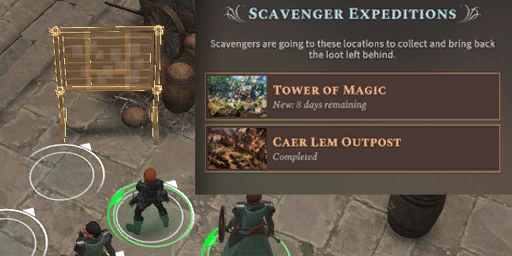 SCAVENGER EXPEDITIONS
Scavengers are going to these locations to collect and bring back
the loot left behind.
TOWER OF MAGIC
New: 8 days remaining
CAER LEM OUTPOST
Completed